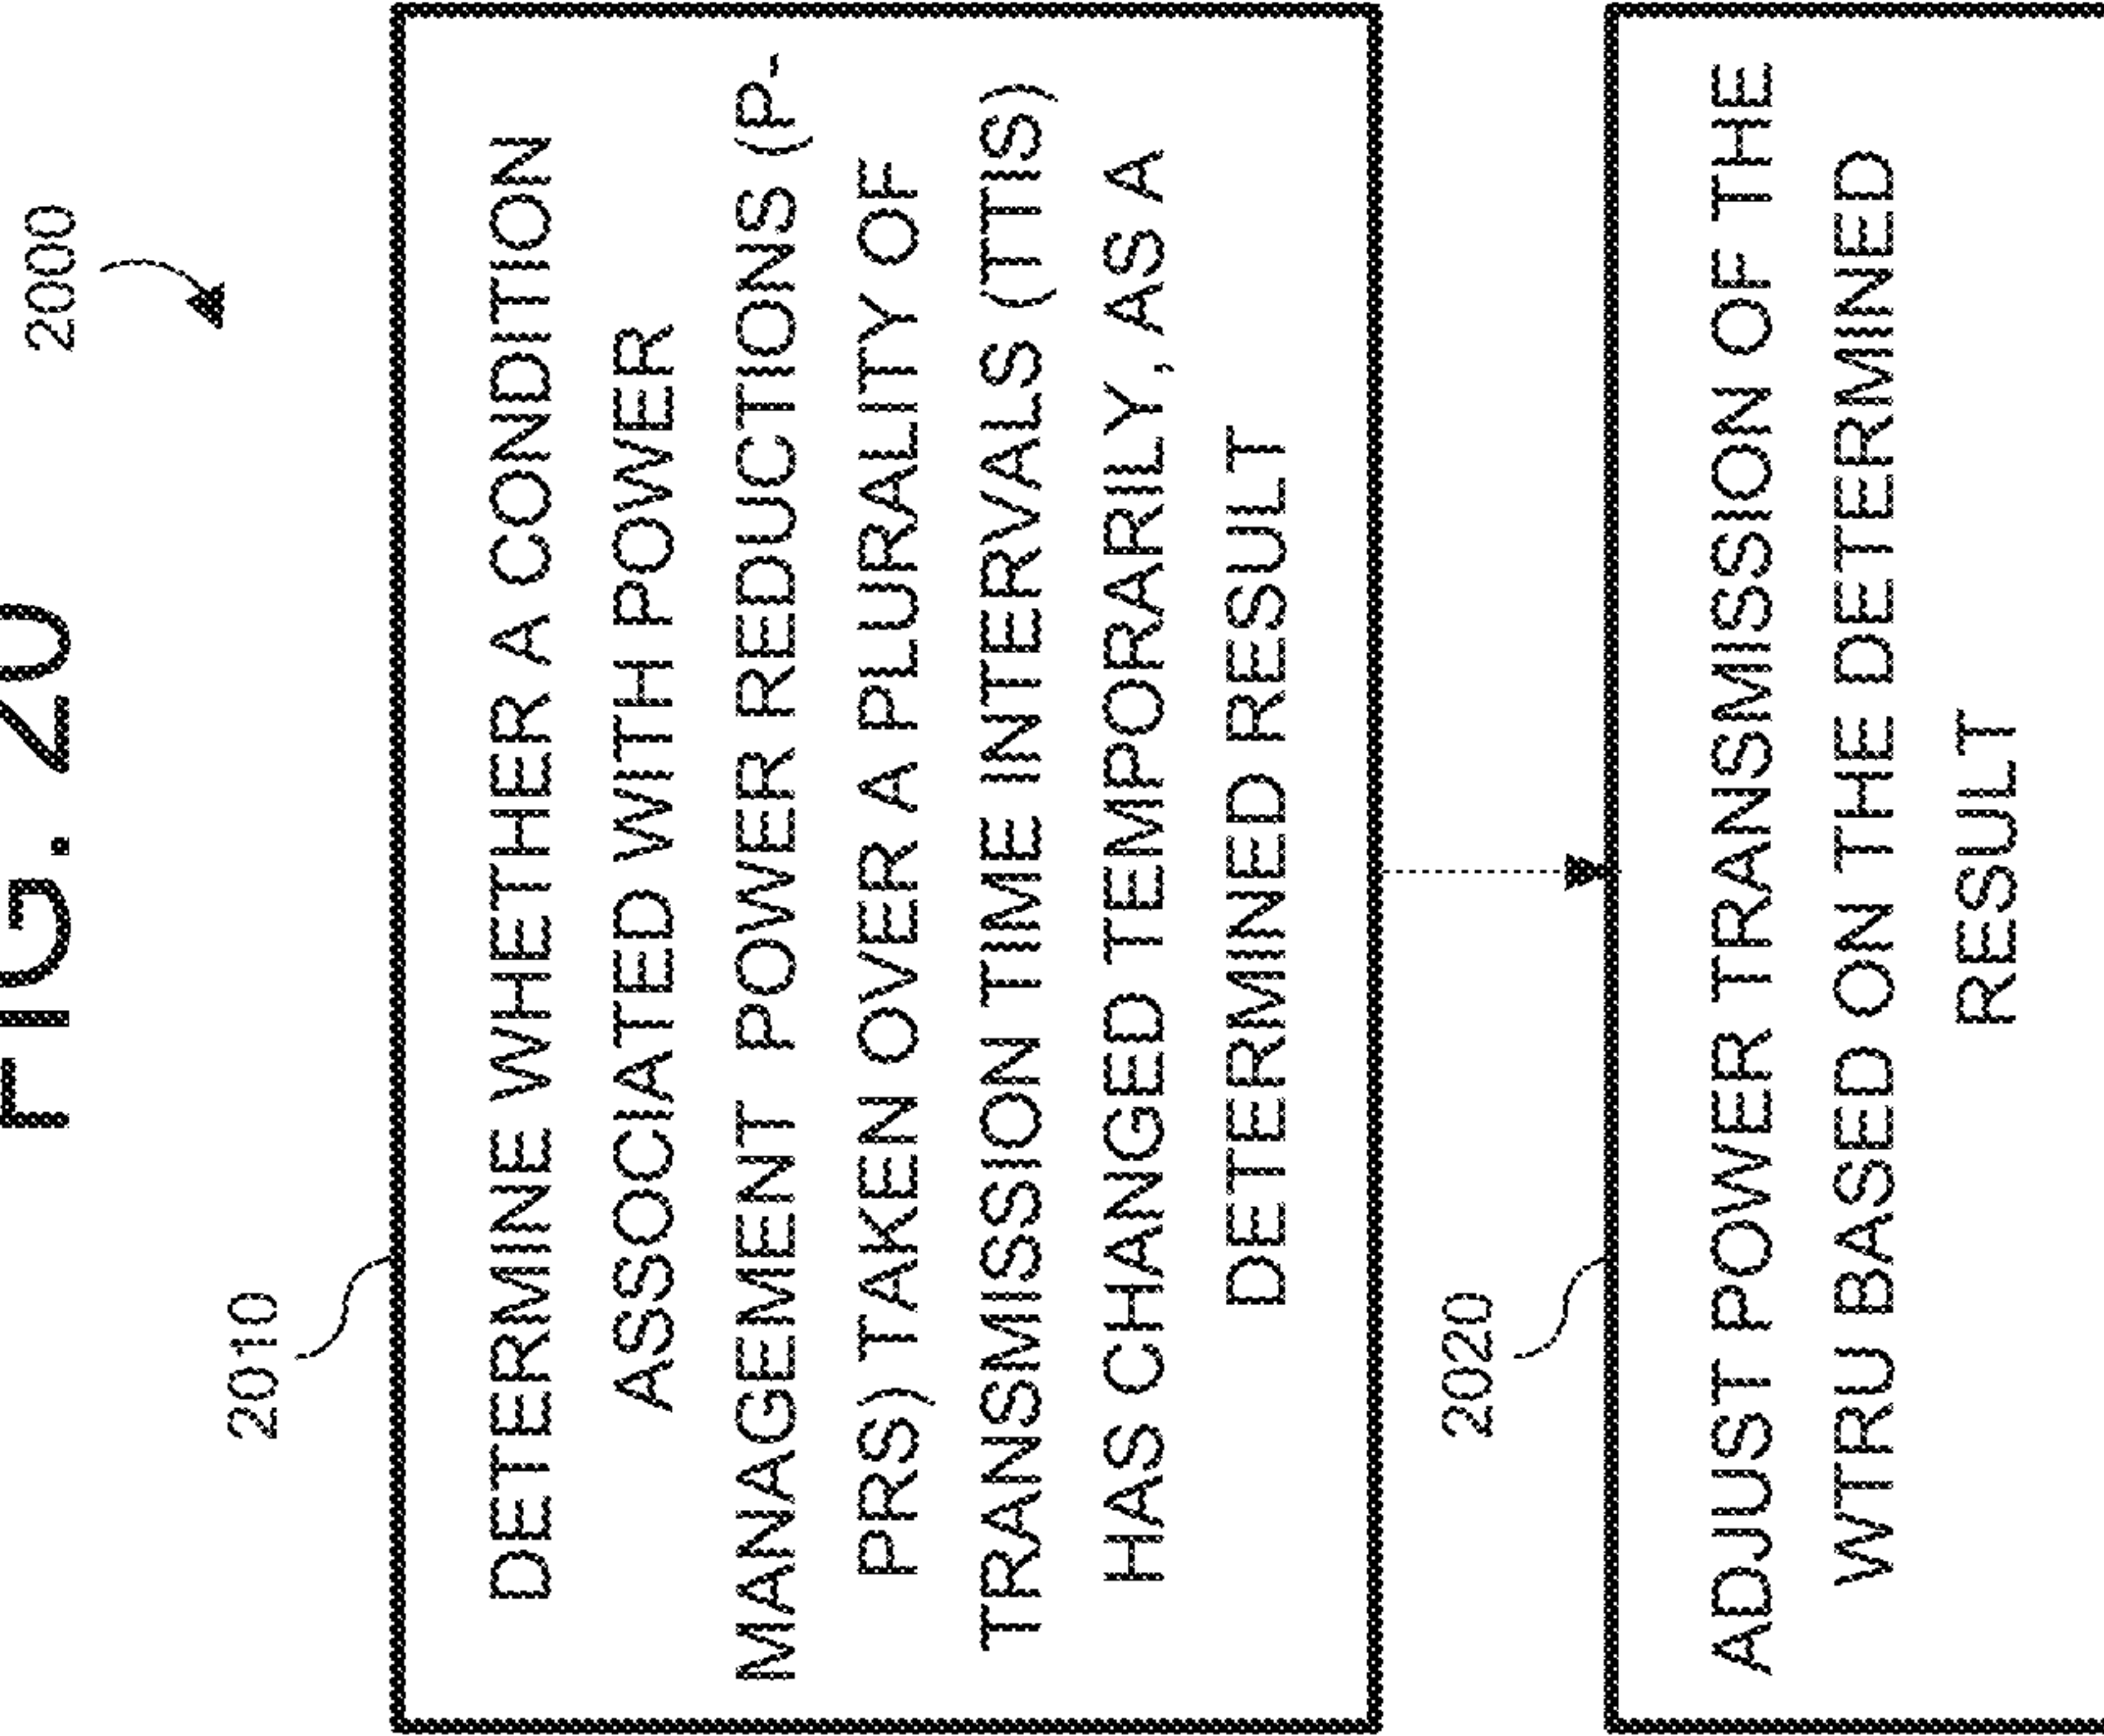 FIG. 20
2000
2010
DETERMINE WHETHER A CONDITION
ASSOCIATED WITH POWER
MANAGEMENT POWER REDUCTIONS (P-
PRS) TAKEN OVER A PLURALITY OF
TRANSMISSION TIME INTERVALS (TTIS)
HAS CHANGED TEMPORARILY, AS A
DETERMINED RESULT
2020
ADJUST POWER TRANSMISSION OF THE
WTRU BASED ON THE DETERMINED
RESULT